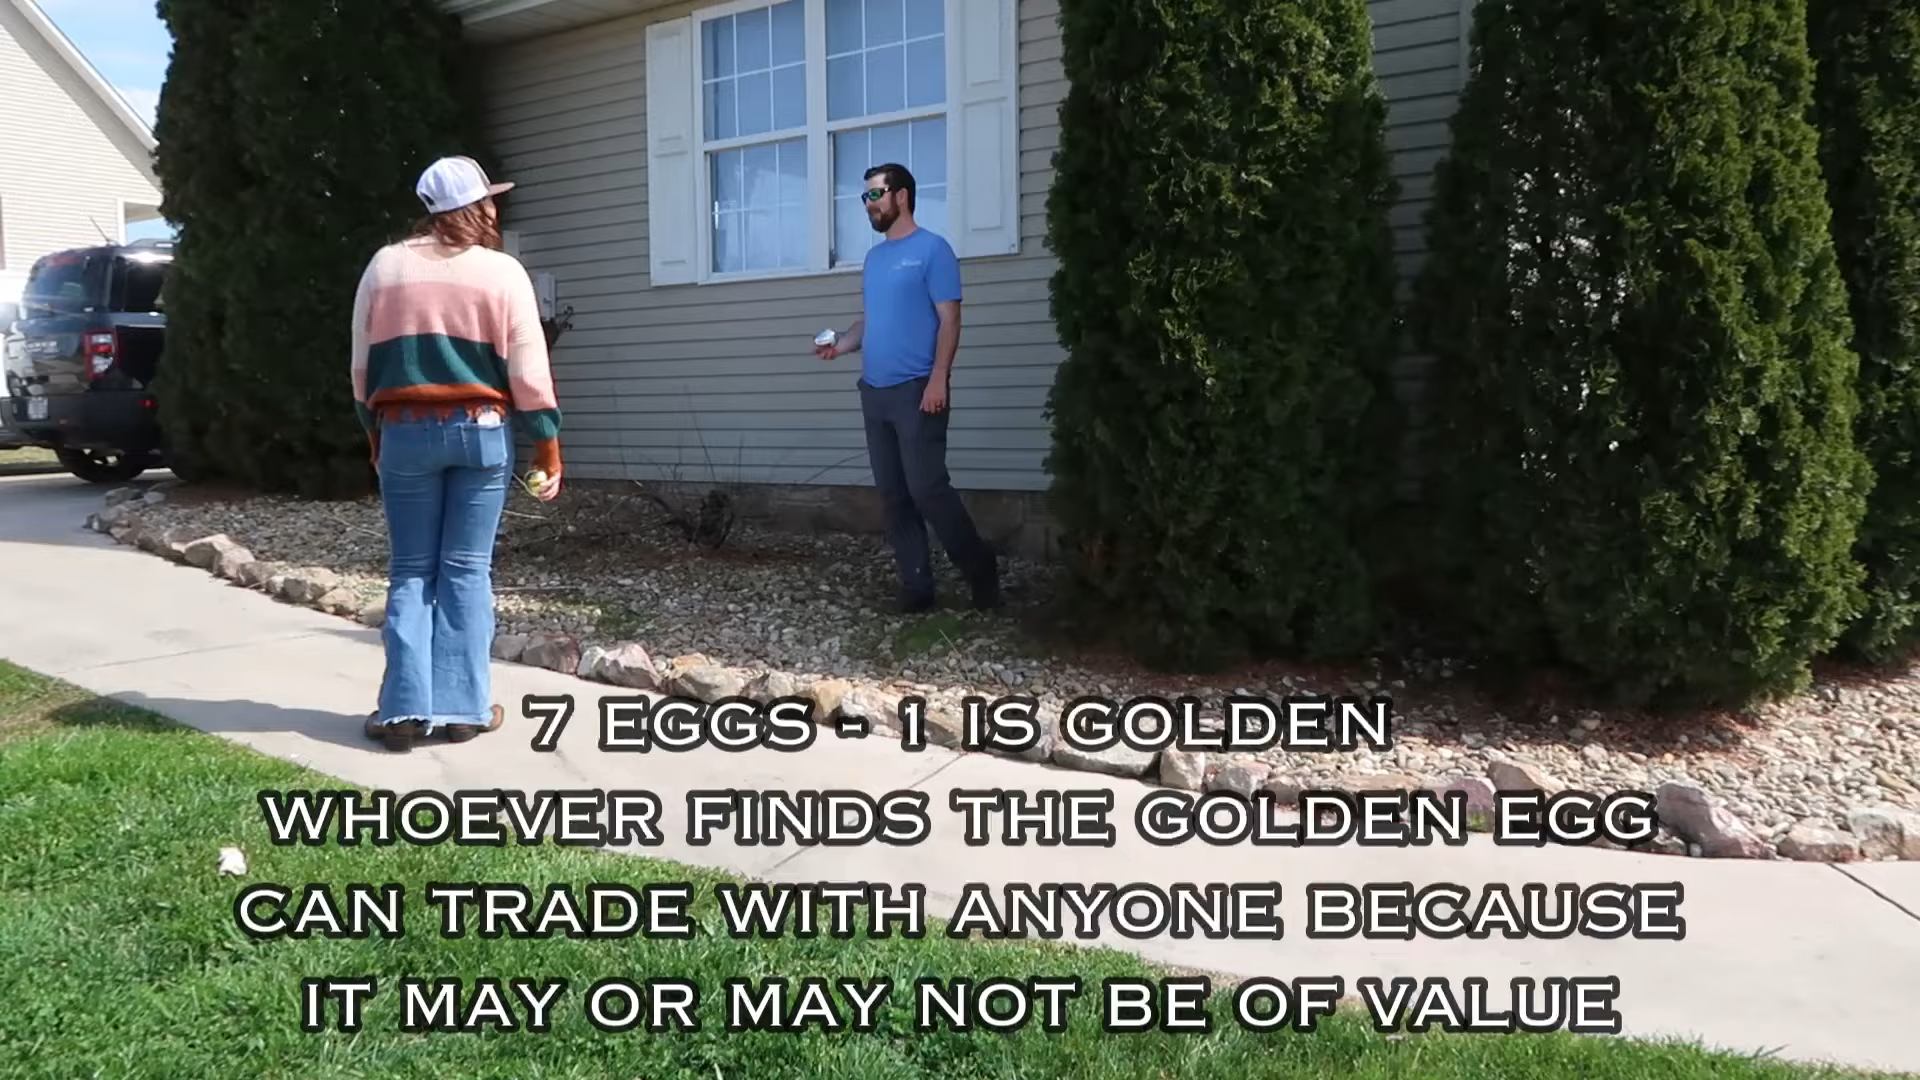 7 EGGS - 1 IS GOLDEN
WHOEVER FINDS THE GOLDEN EGG
CAN TRADE WITH ANYONE BECAUSE
IT MAY OR MAY NOT BE OF VALUE